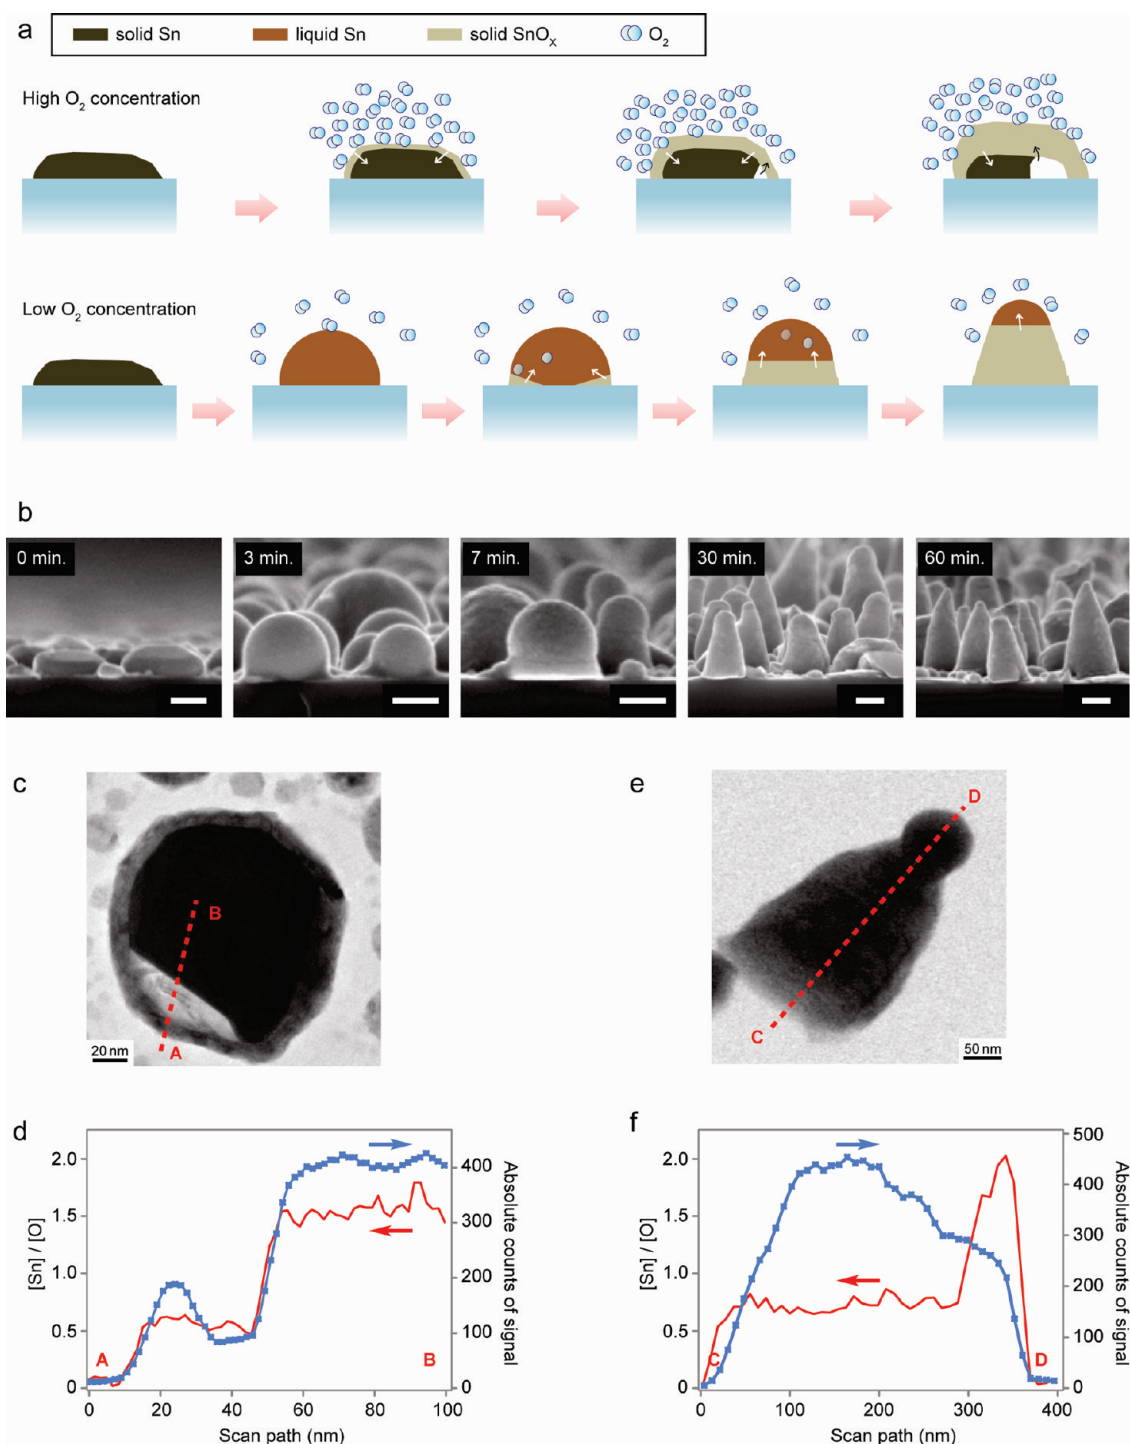 a
solid Sn liquid Sn solid SnOx O2
High O2 concentration
Low O2 concentration
b
0 min. 3 min. 7 min. 30 min. 60 min.
c
B
A
20 nm
e
D
C
50 nm
d
[Sn] / [O]
2.0
1.5
1.0
0.5
0
400
300
200
100
0
Absolute counts of signal
A B
0 20 40 60 80 100
Scan path (nm)
f
[Sn] / [O]
2.0
1.5
1.0
0.5
0
500
400
300
200
100
0
Absolute counts of signal
C D
0 100 200 300 400
Scan path (nm)